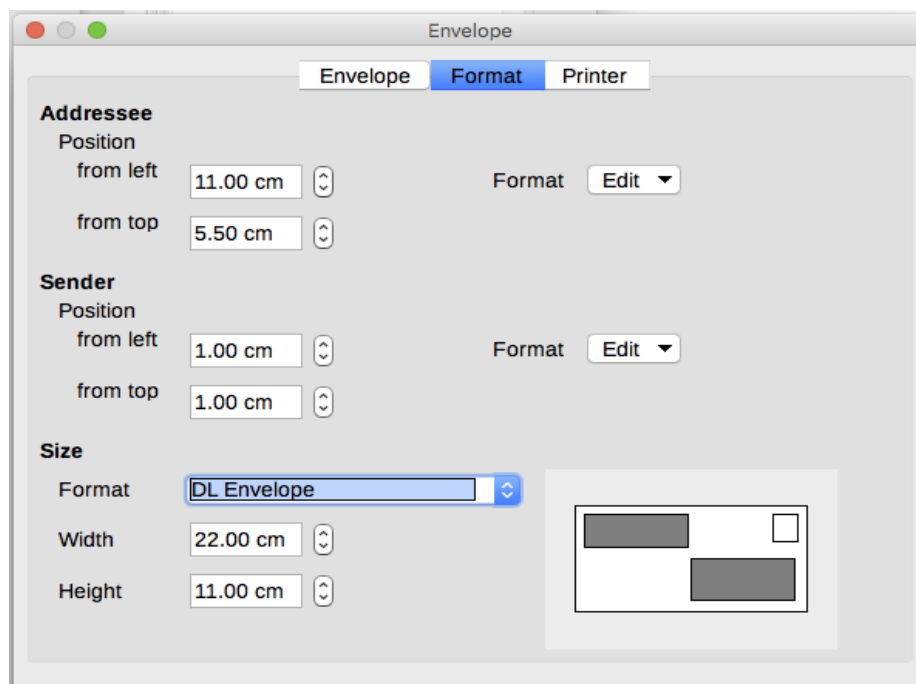 Envelope
Envelope Format Printer
Addressee
Position
from left 11.00 cm Format Edit
from top 5.50 cm
Sender
Position
from left 1.00 cm Format Edit
from top 1.00 cm
Size
Format DL Envelope
Width 22.00 cm
Height 11.00 cm